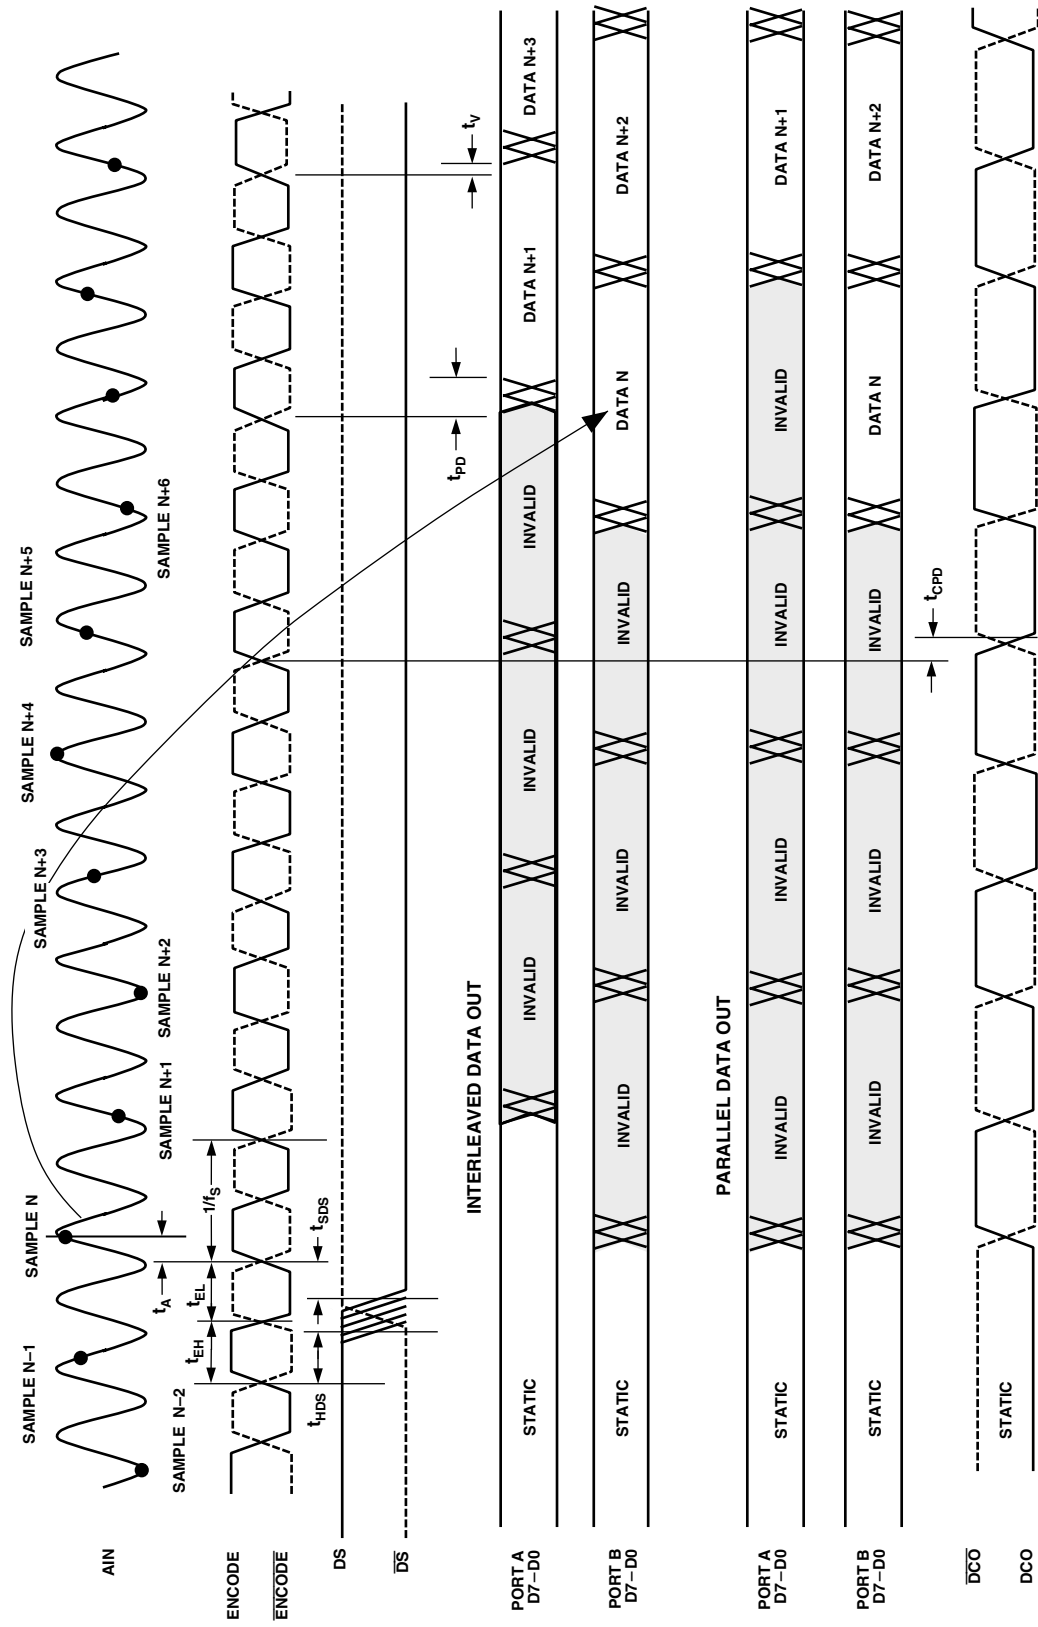 SAMPLE N–1
SAMPLE N
SAMPLE N+3
SAMPLE N+4
SAMPLE N+5
AIN
SAMPLE N–2
SAMPLE N+1
SAMPLE N+2
SAMPLE N+6
tA
tEH
tEL
1/fS
ENCODE
ENCODE
tHDS
tSDS
DS
DS
tPD
tV
INTERLEAVED DATA OUT
PORT A
D7–D0
STATIC
INVALID
INVALID
INVALID
DATA N+1
DATA N+3
PORT B
D7–D0
STATIC
INVALID
INVALID
INVALID
DATA N
DATA N+2
PARALLEL DATA OUT
PORT A
D7–D0
STATIC
INVALID
INVALID
INVALID
INVALID
DATA N+1
PORT B
D7–D0
STATIC
INVALID
INVALID
INVALID
DATA N
DATA N+2
tCPD
DCO
STATIC
DCO